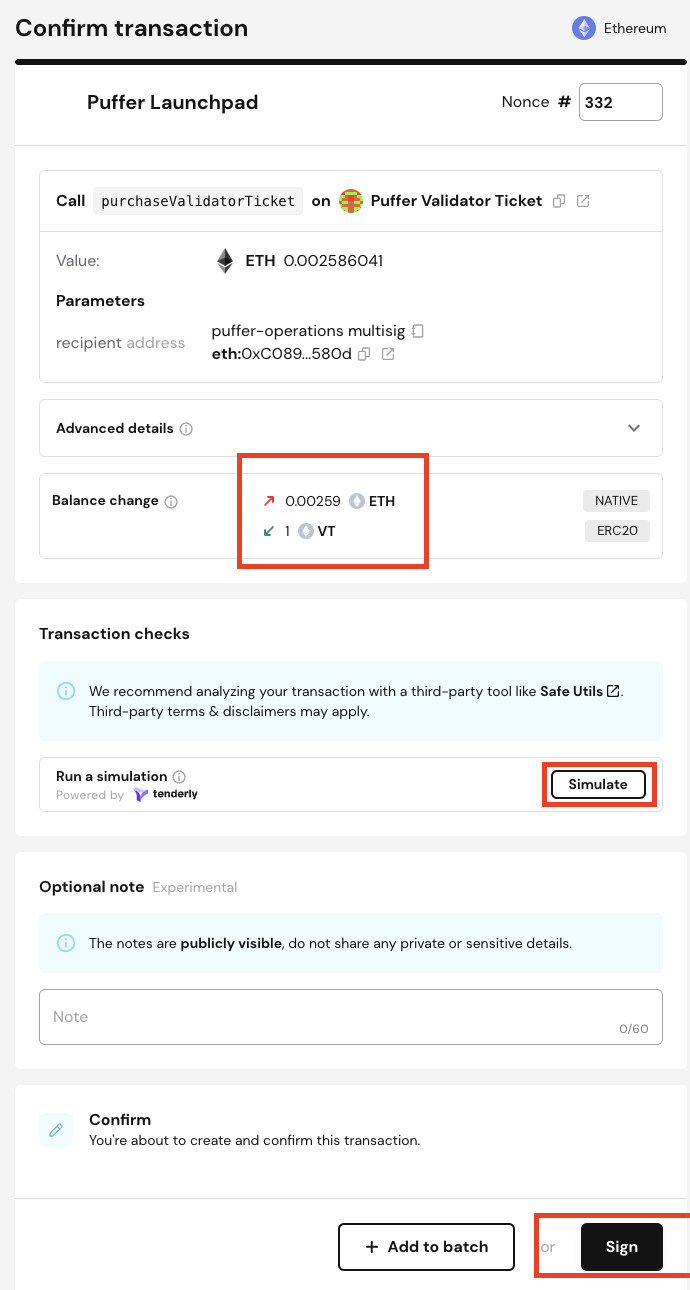 Confirm transaction
Ethereum
Puffer Launchpad
Nonce # 332
Call purchaseValidatorTicket on Puffer Validator Ticket
Value: ETH 0.002586041
Parameters
recipient address
puffer-operations multisig
eth:0xC089...580d
Advanced details
Balance change
0.00259 ETH NATIVE
1 VT ERC20
Transaction checks
We recommend analyzing your transaction with a third-party tool like Safe Utils.
Third-party terms & disclaimers may apply.
Run a simulation
Powered by tenderly
Simulate
Optional note Experimental
The notes are publicly visible, do not share any private or sensitive details.
Note
0/60
Confirm
You're about to create and confirm this transaction.
+ Add to batch or Sign